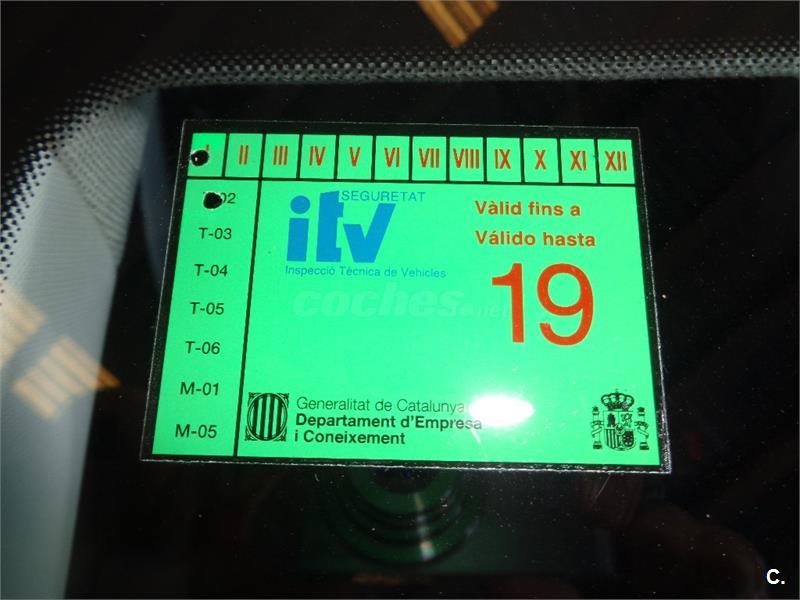 I II III IV V VI VII VIII IX X XI XII
02
T-03
T-04
T-05
T-06
M-01
M-05
SEGURETAT
itv
Inspecció Tècnica de Vehicles
Vàlid fins a
Válido hasta
19
coches.net
Generalitat de Catalunya
Departament d'Empresa
i Coneixement
C.